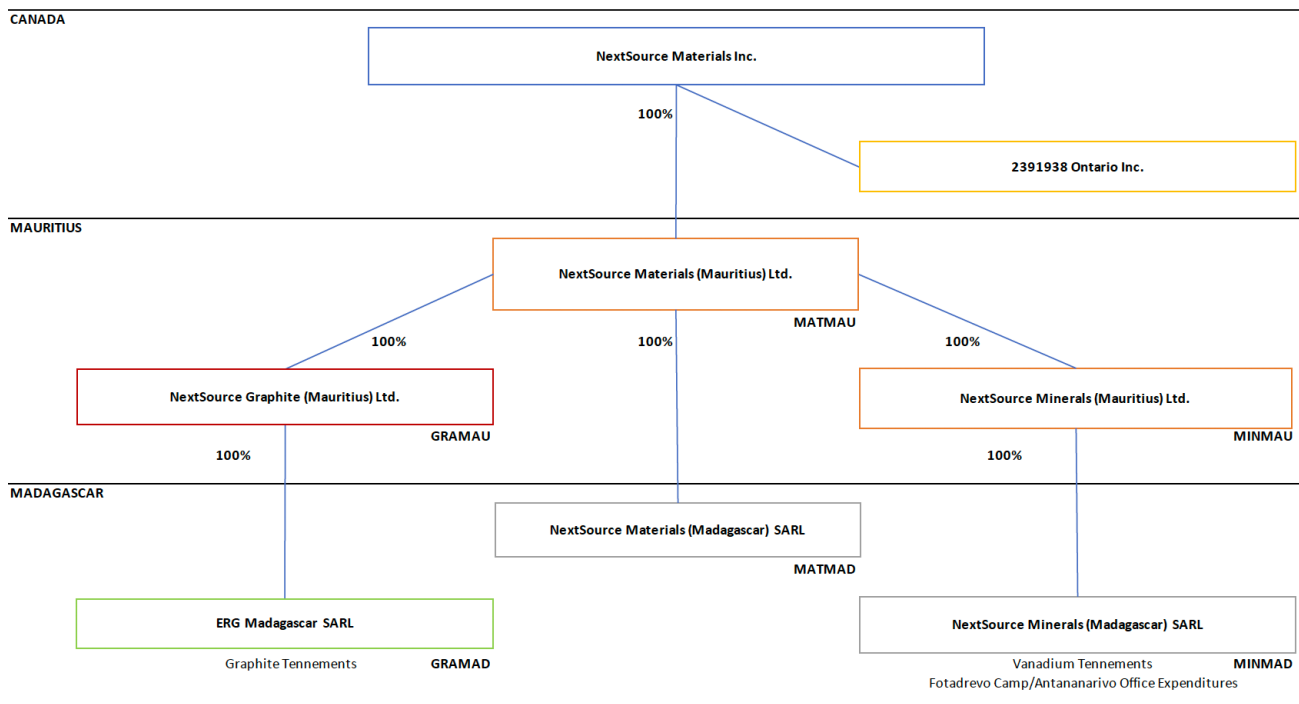 CANADA
NextSource Materials Inc.
100%
2391938 Ontario Inc.
MAURITIUS
NextSource Materials (Mauritius) Ltd.
MATMAU
100%
100%
100%
NextSource Graphite (Mauritius) Ltd.
NextSource Minerals (Mauritius) Ltd.
GRAMAU
MINMAU
100%
100%
MADAGASCAR
NextSource Materials (Madagascar) SARL
MATMAD
ERG Madagascar SARL
NextSource Minerals (Madagascar) SARL
Graphite Tennements
GRAMAD
Vanadium Tennements
MINMAD
Fotadrevo Camp/Antananarivo Office Expenditures